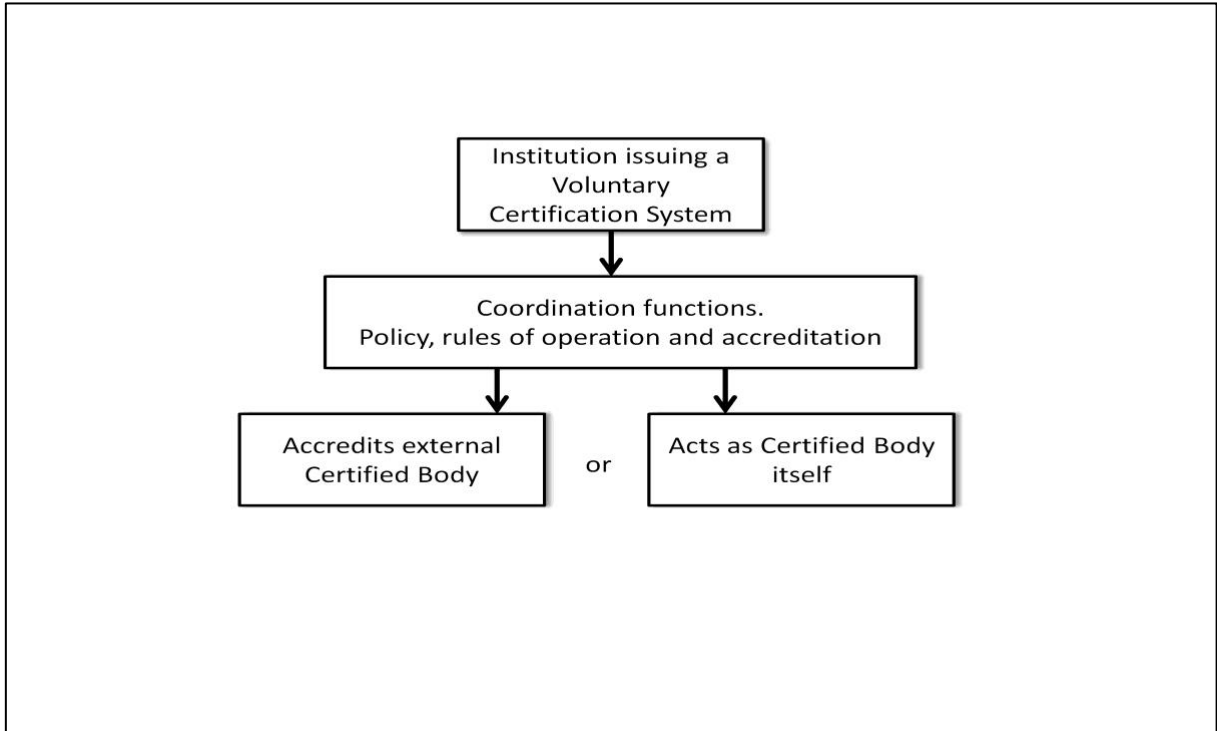 Institution issuing a
Voluntary
Certification System
Coordination functions.
Policy, rules of operation and accreditation
Accredits external
Certified Body
or
Acts as Certified Body
itself